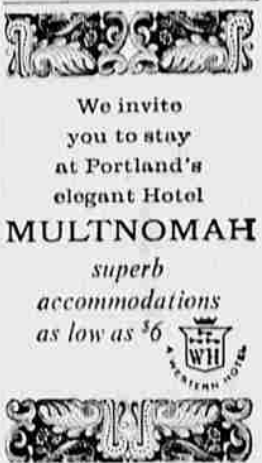 We invite
you to stay
at Portland's
elegant Hotel
MULTNOMAH
superb
accommodations
as low as $6
WH
A WESTERN HOTEL